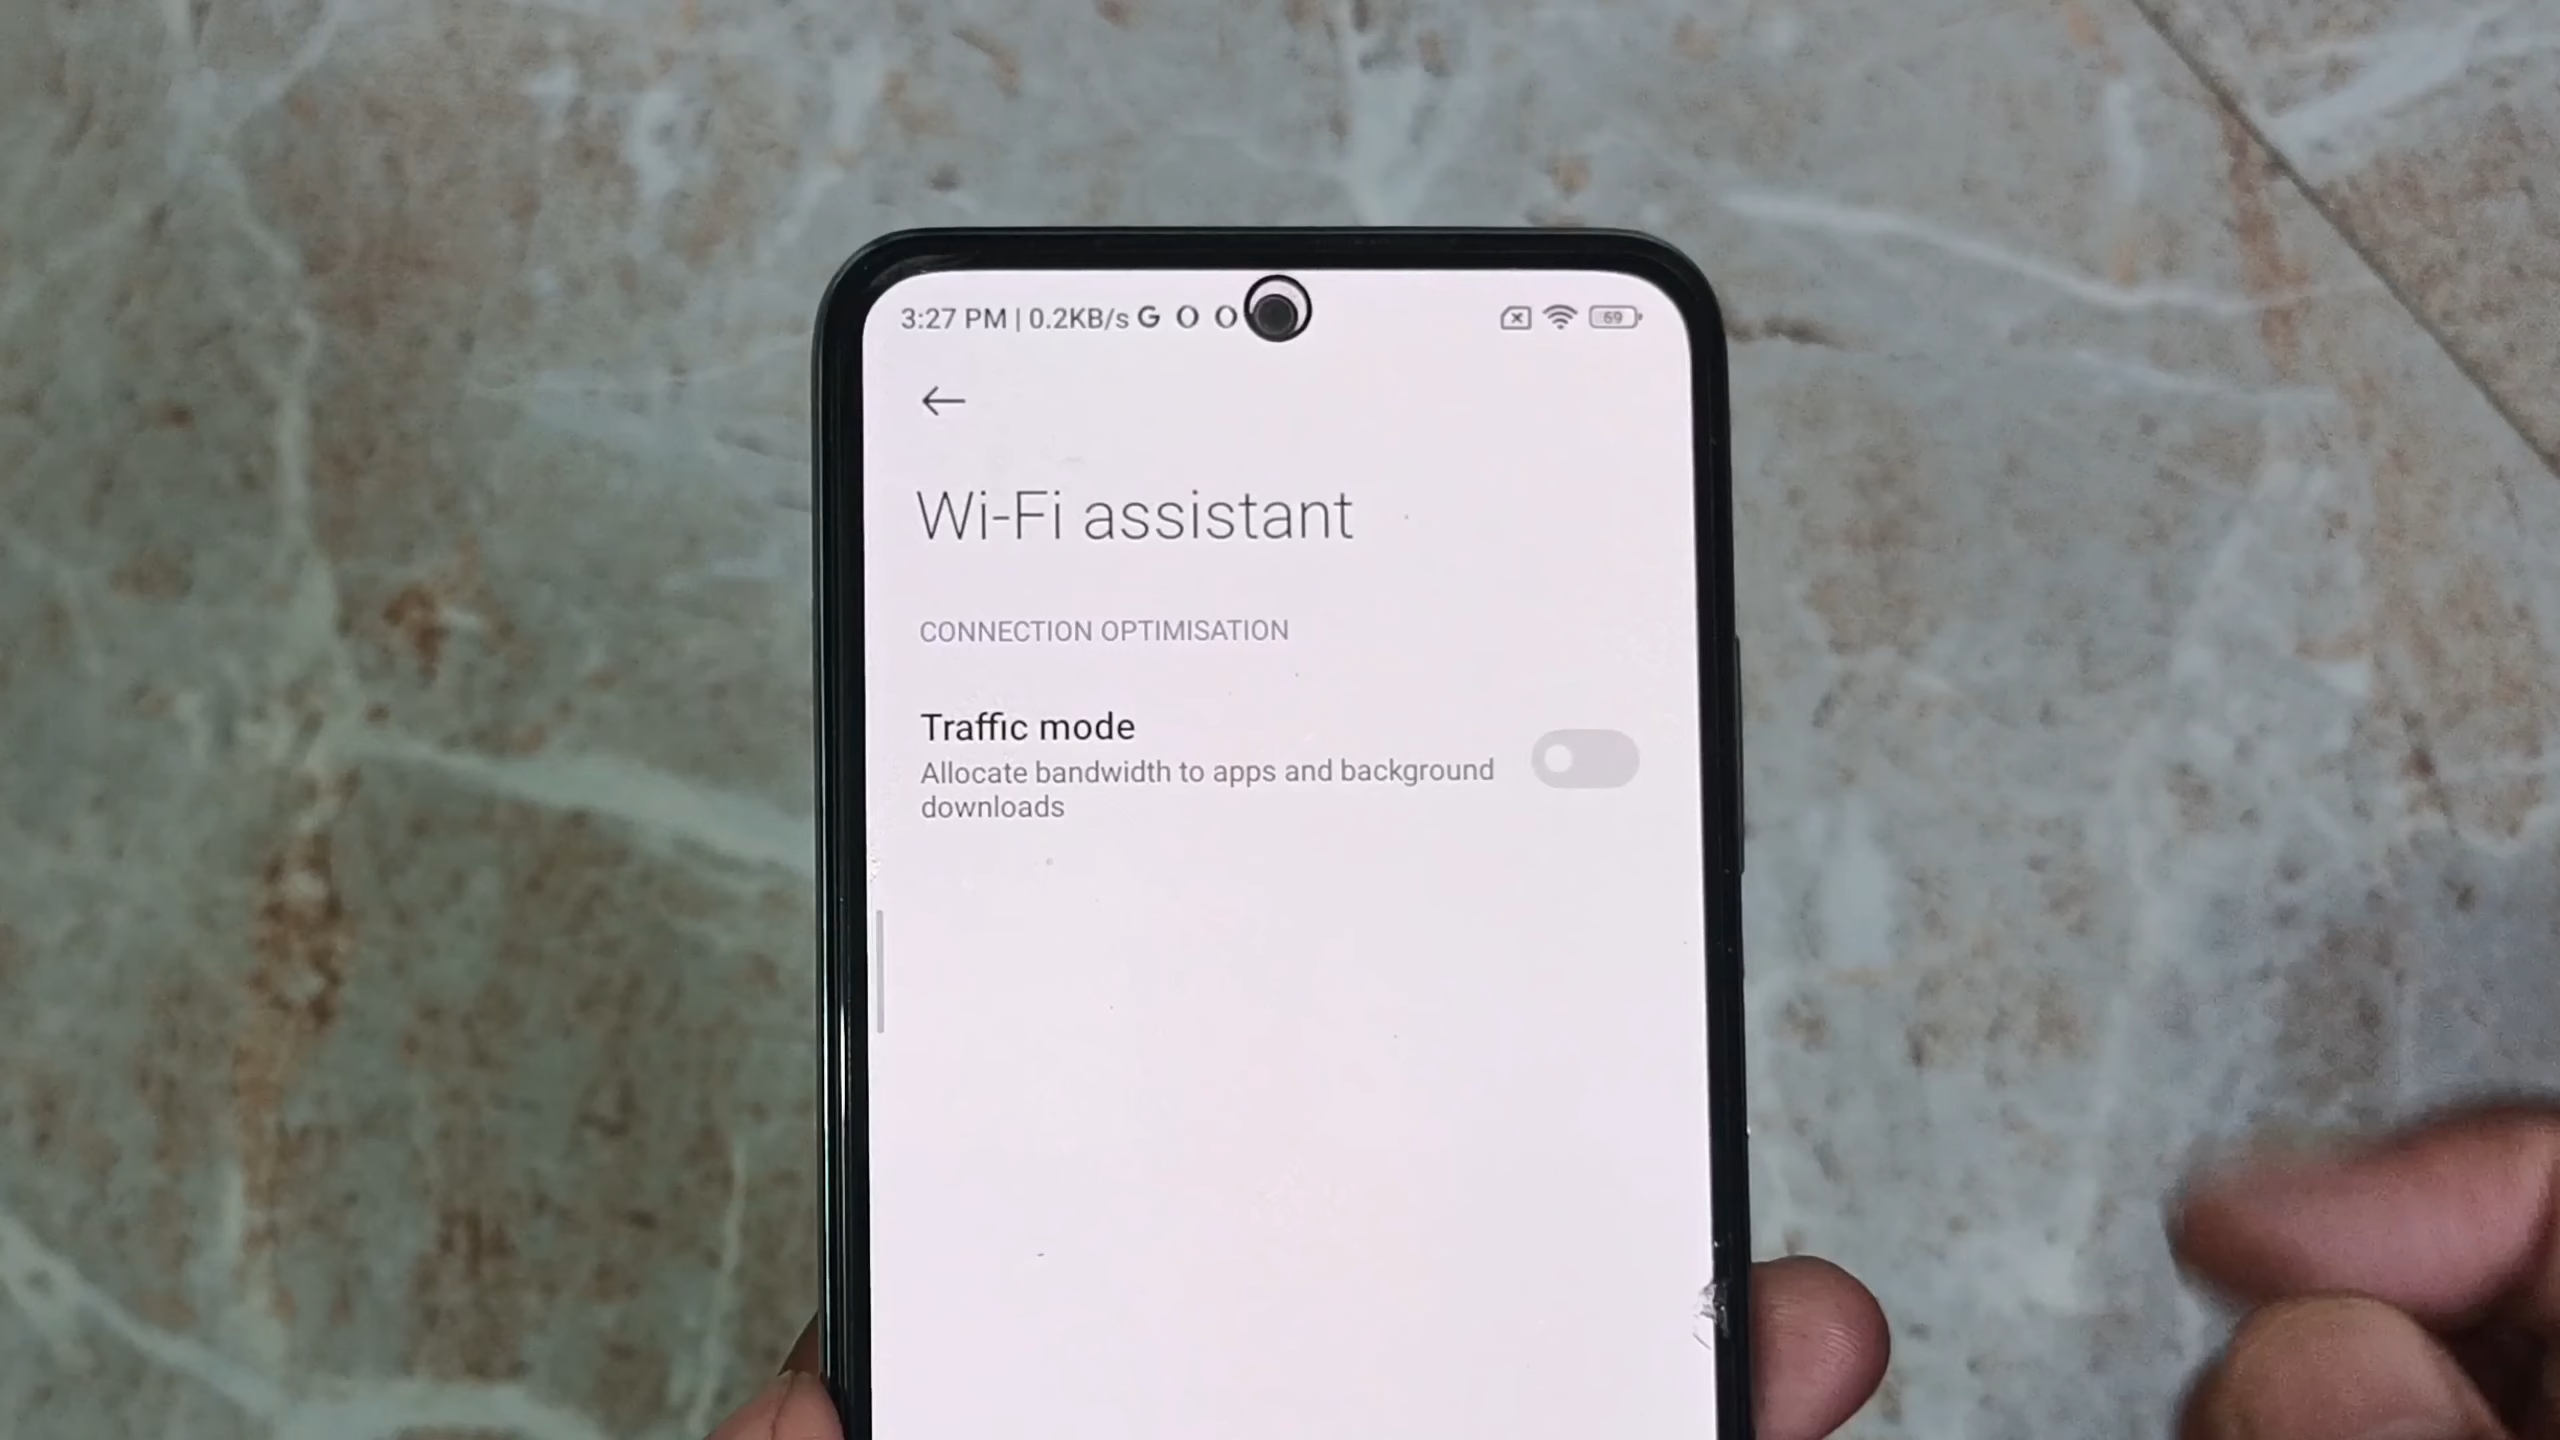 3:27 PM | 0.2KB/s G O O 69
Wi-Fi assistant
CONNECTION OPTIMISATION
Traffic mode
Allocate bandwidth to apps and background
downloads